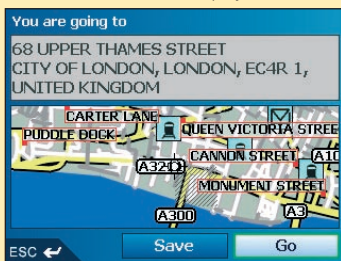 You are going to
68 UPPER THAMES STREET
CITY OF LONDON, LONDON, EC4R 1,
UNITED KINGDOM
CARTER LANE
PUDDLE DOCK
QUEEN VICTORIA STREE
CANNON STREET
A10
A3212
MONUMENT STREET
A300
A3
ESC
Save
Go